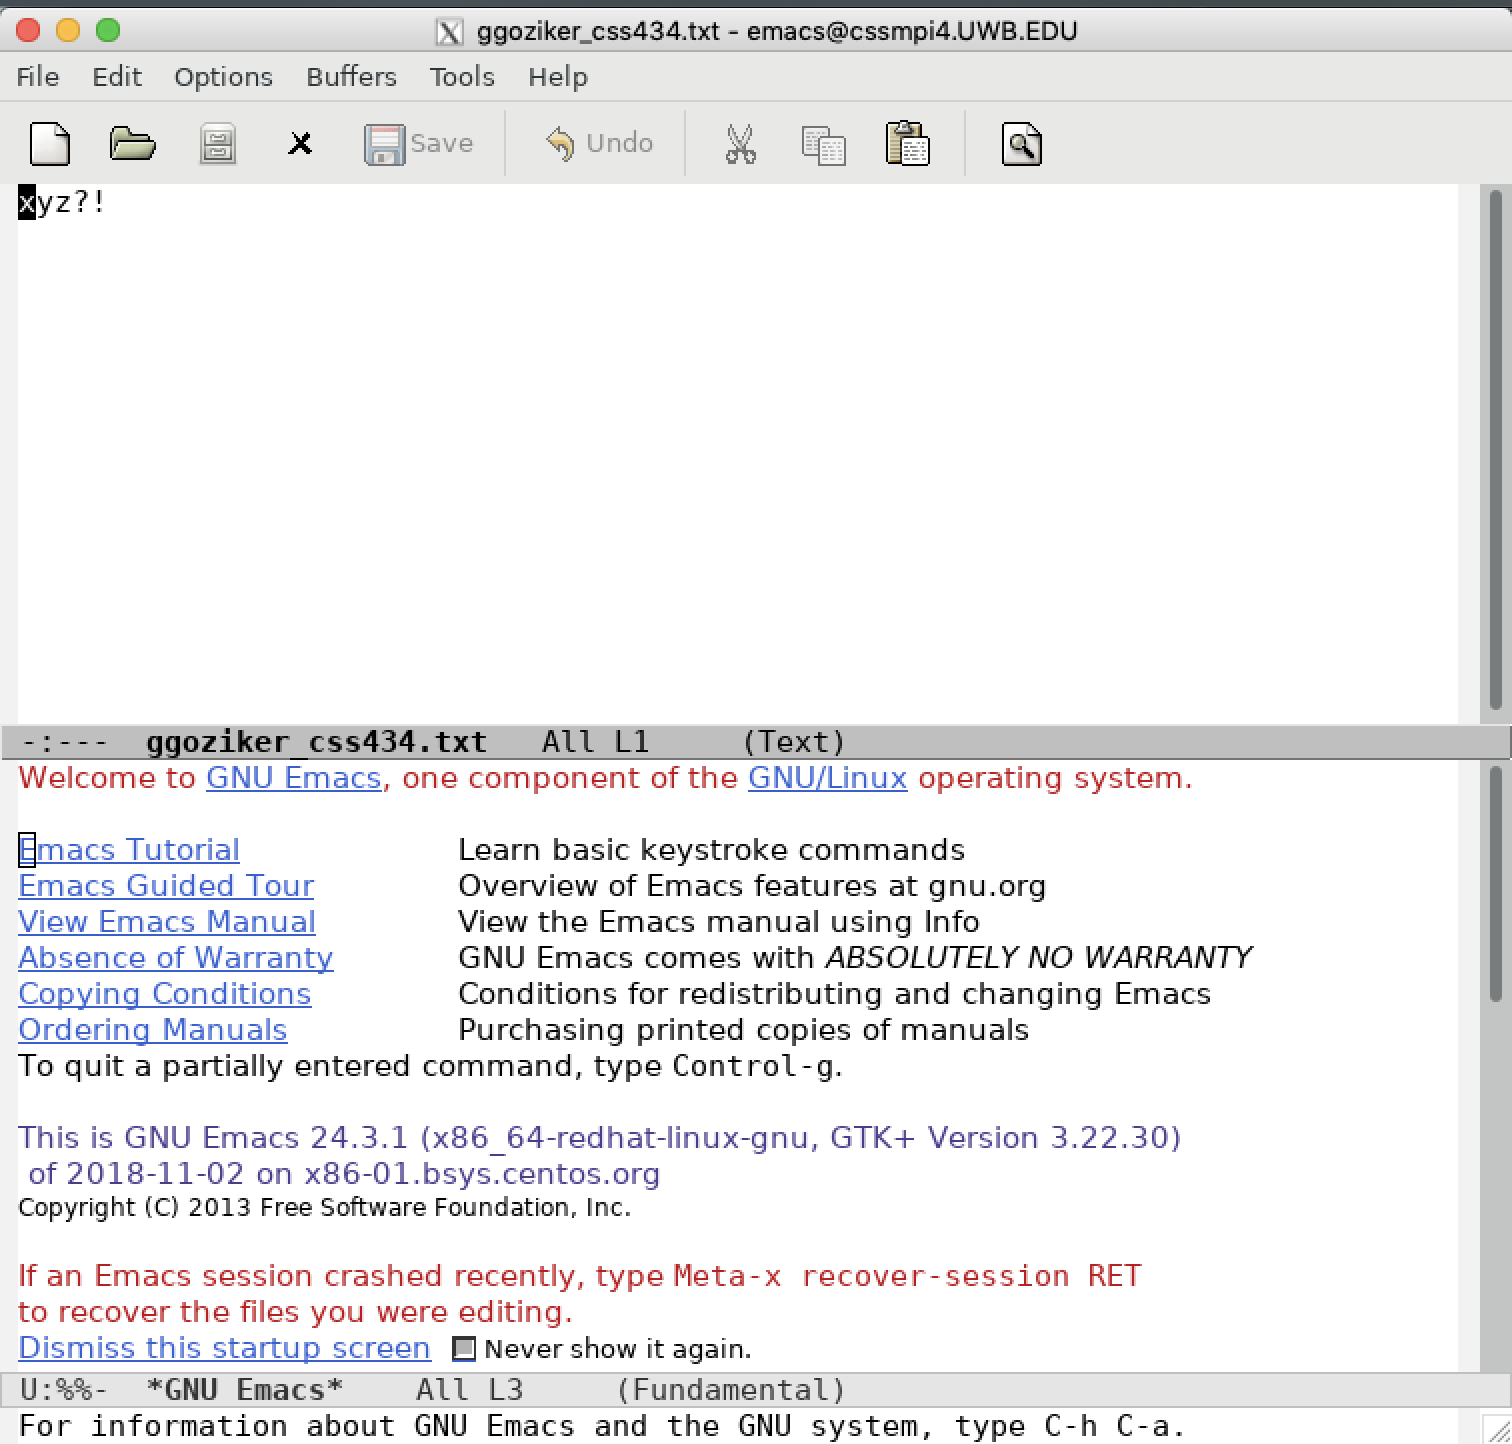 ggoziker_css434.txt - emacs@cssmpi4.UWB.EDU
File Edit Options Buffers Tools Help
Save Undo
xyz?!
-:--- ggoziker_css434.txt All L1 (Text)
Welcome to GNU Emacs, one component of the GNU/Linux operating system.
Emacs Tutorial Learn basic keystroke commands
Emacs Guided Tour Overview of Emacs features at gnu.org
View Emacs Manual View the Emacs manual using Info
Absence of Warranty GNU Emacs comes with ABSOLUTELY NO WARRANTY
Copying Conditions Conditions for redistributing and changing Emacs
Ordering Manuals Purchasing printed copies of manuals
To quit a partially entered command, type Control-g.
This is GNU Emacs 24.3.1 (x86_64-redhat-linux-gnu, GTK+ Version 3.22.30)
of 2018-11-02 on x86-01.bsys.centos.org
Copyright (C) 2013 Free Software Foundation, Inc.
If an Emacs session crashed recently, type Meta-x recover-session RET
to recover the files you were editing.
Dismiss this startup screen Never show it again.
U:%%- *GNU Emacs* All L3 (Fundamental)
For information about GNU Emacs and the GNU system, type C-h C-a.